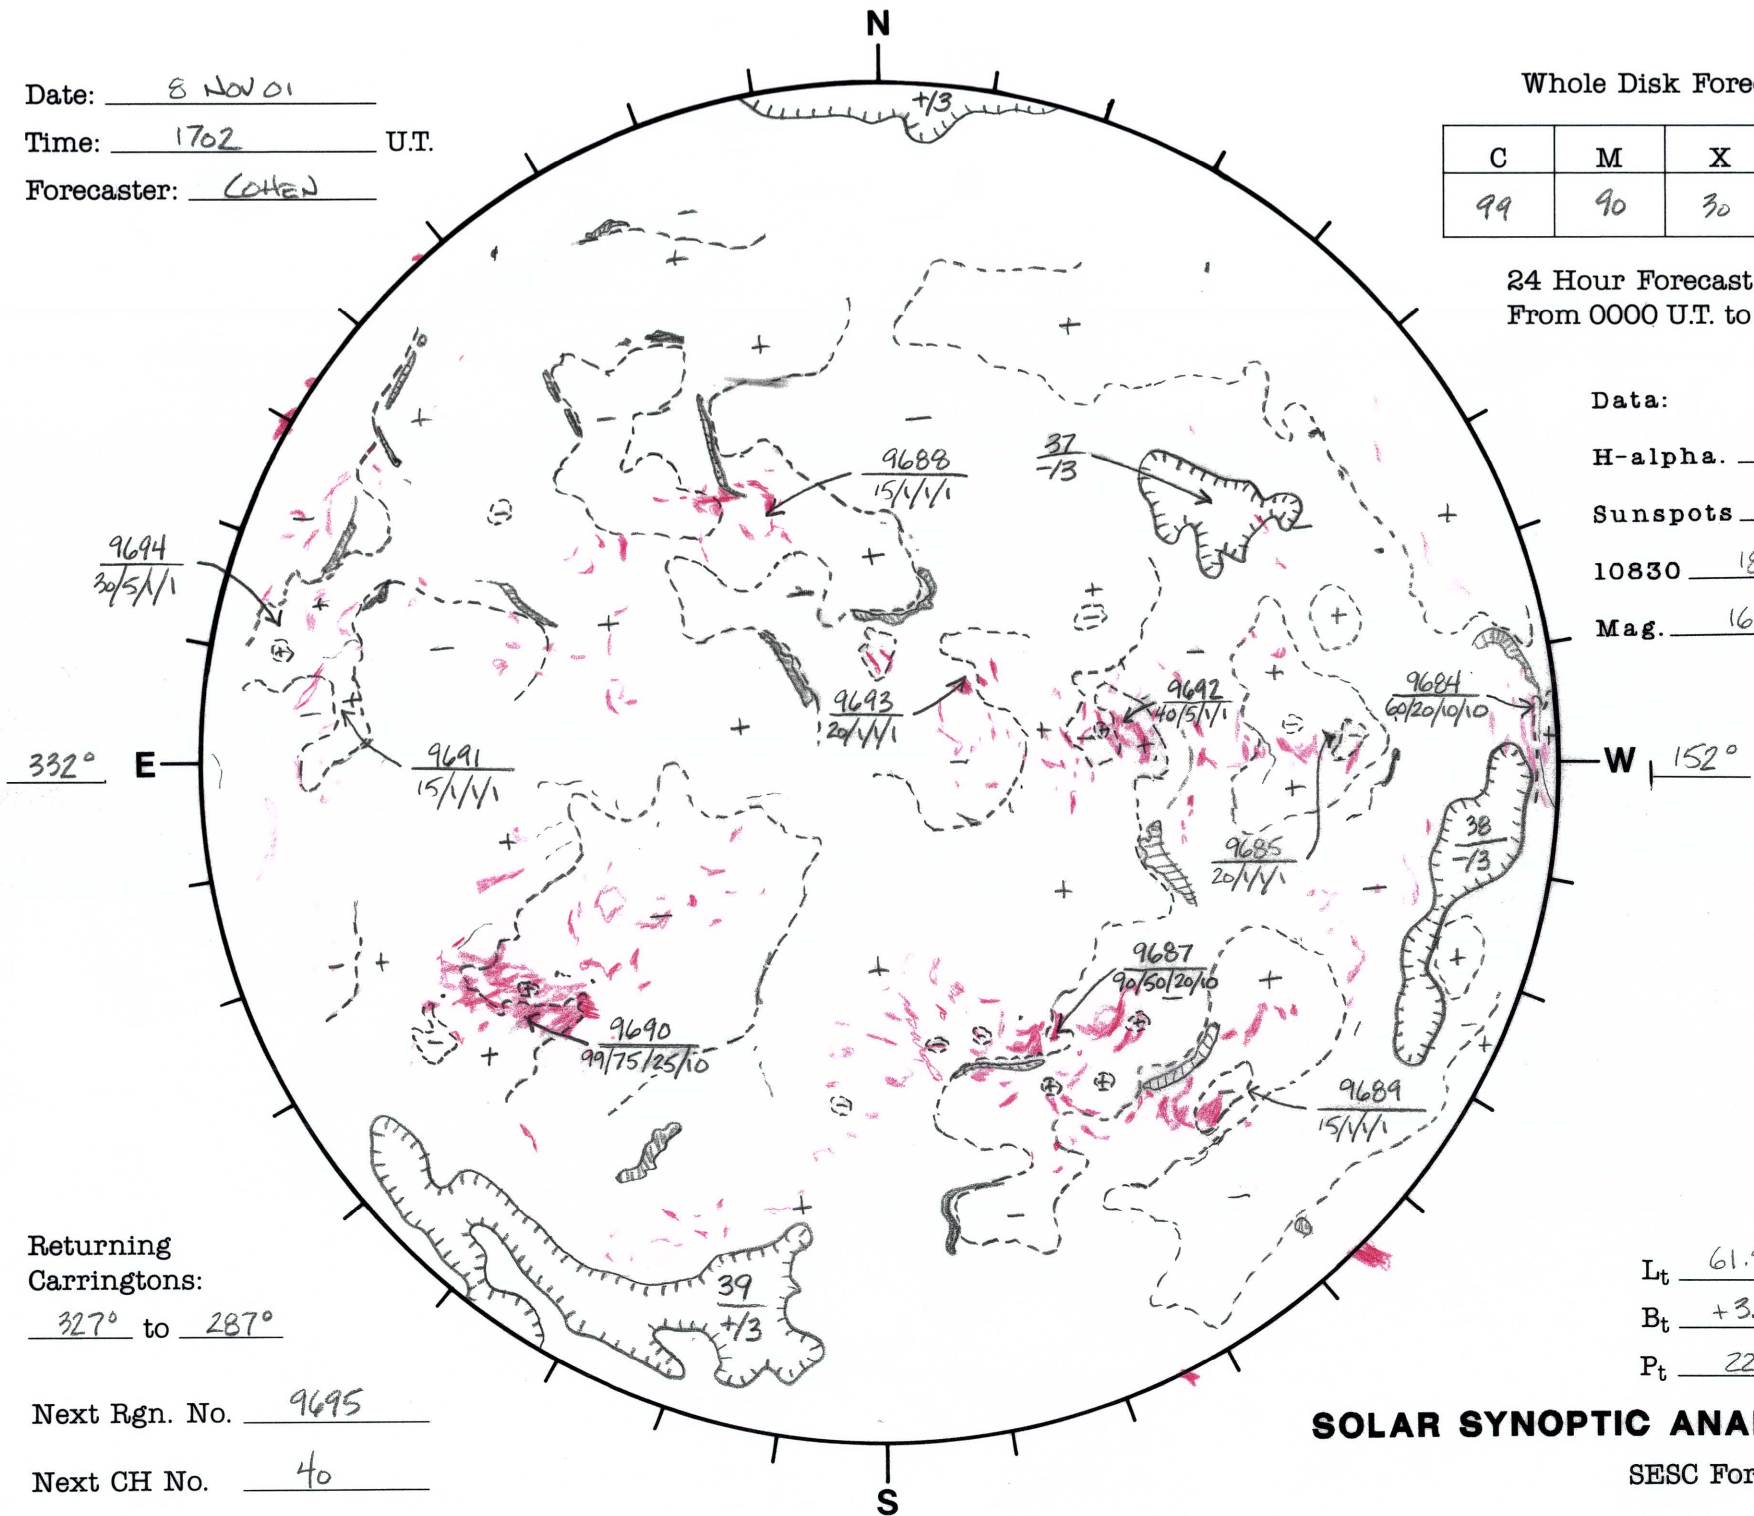 N
Date: 8 NOV 01
Time: 1702 U.T.
Forecaster: COHEN
Whole Disk Fore
C M X
99 90 30
24 Hour Forecast
From 0000 U.T. to
Data:
H-alpha.
Sunspots
10830 18
Mag. 16
+/3
9688
15/1/1/1
37
-/3
9694
30/5/1/1
9693
20/1/1/1
9692
40/5/1/1
9684
60/20/10/10
332° E
W 152°
9691
15/1/1/1
9685
20/1/1/1
38
-/3
9687
90/50/20/10
9690
99/75/25/10
9689
15/1/1/1
39
+/3
Returning
Carringtons:
327° to 287°
Next Rgn. No. 9695
Next CH No. 40
Lt 61.
Bt +3.
Pt 22
SOLAR SYNOPTIC ANA
SESC For
S